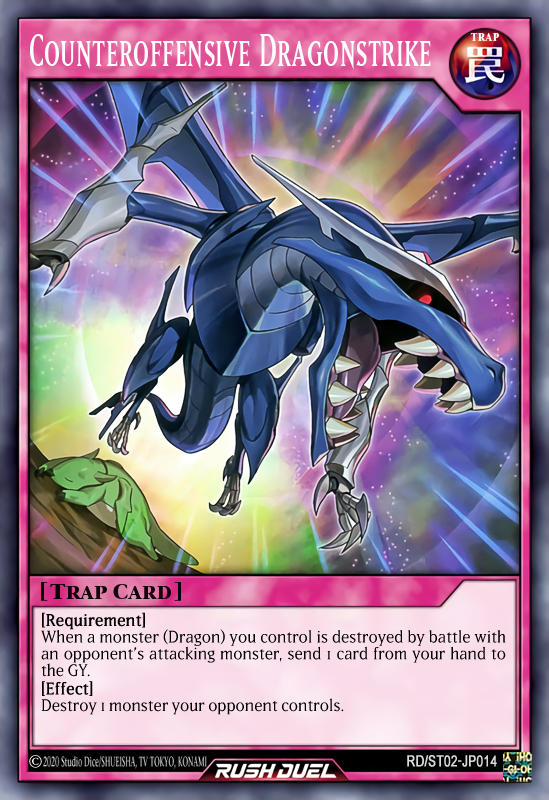 COUNTEROFFENSIVE DRAGONSTRIKE
TRAP
罠
[TRAP CARD]
[Requirement]
When a monster (Dragon) you control is destroyed by battle with
an opponent's attacking monster, send 1 card from your hand to
the GY.
[Effect]
Destroy 1 monster your opponent controls.
©2020 Studio Dice/SHUEISHA, TV TOKYO, KONAMI
RUSH DUEL
RD/ST02-JP014